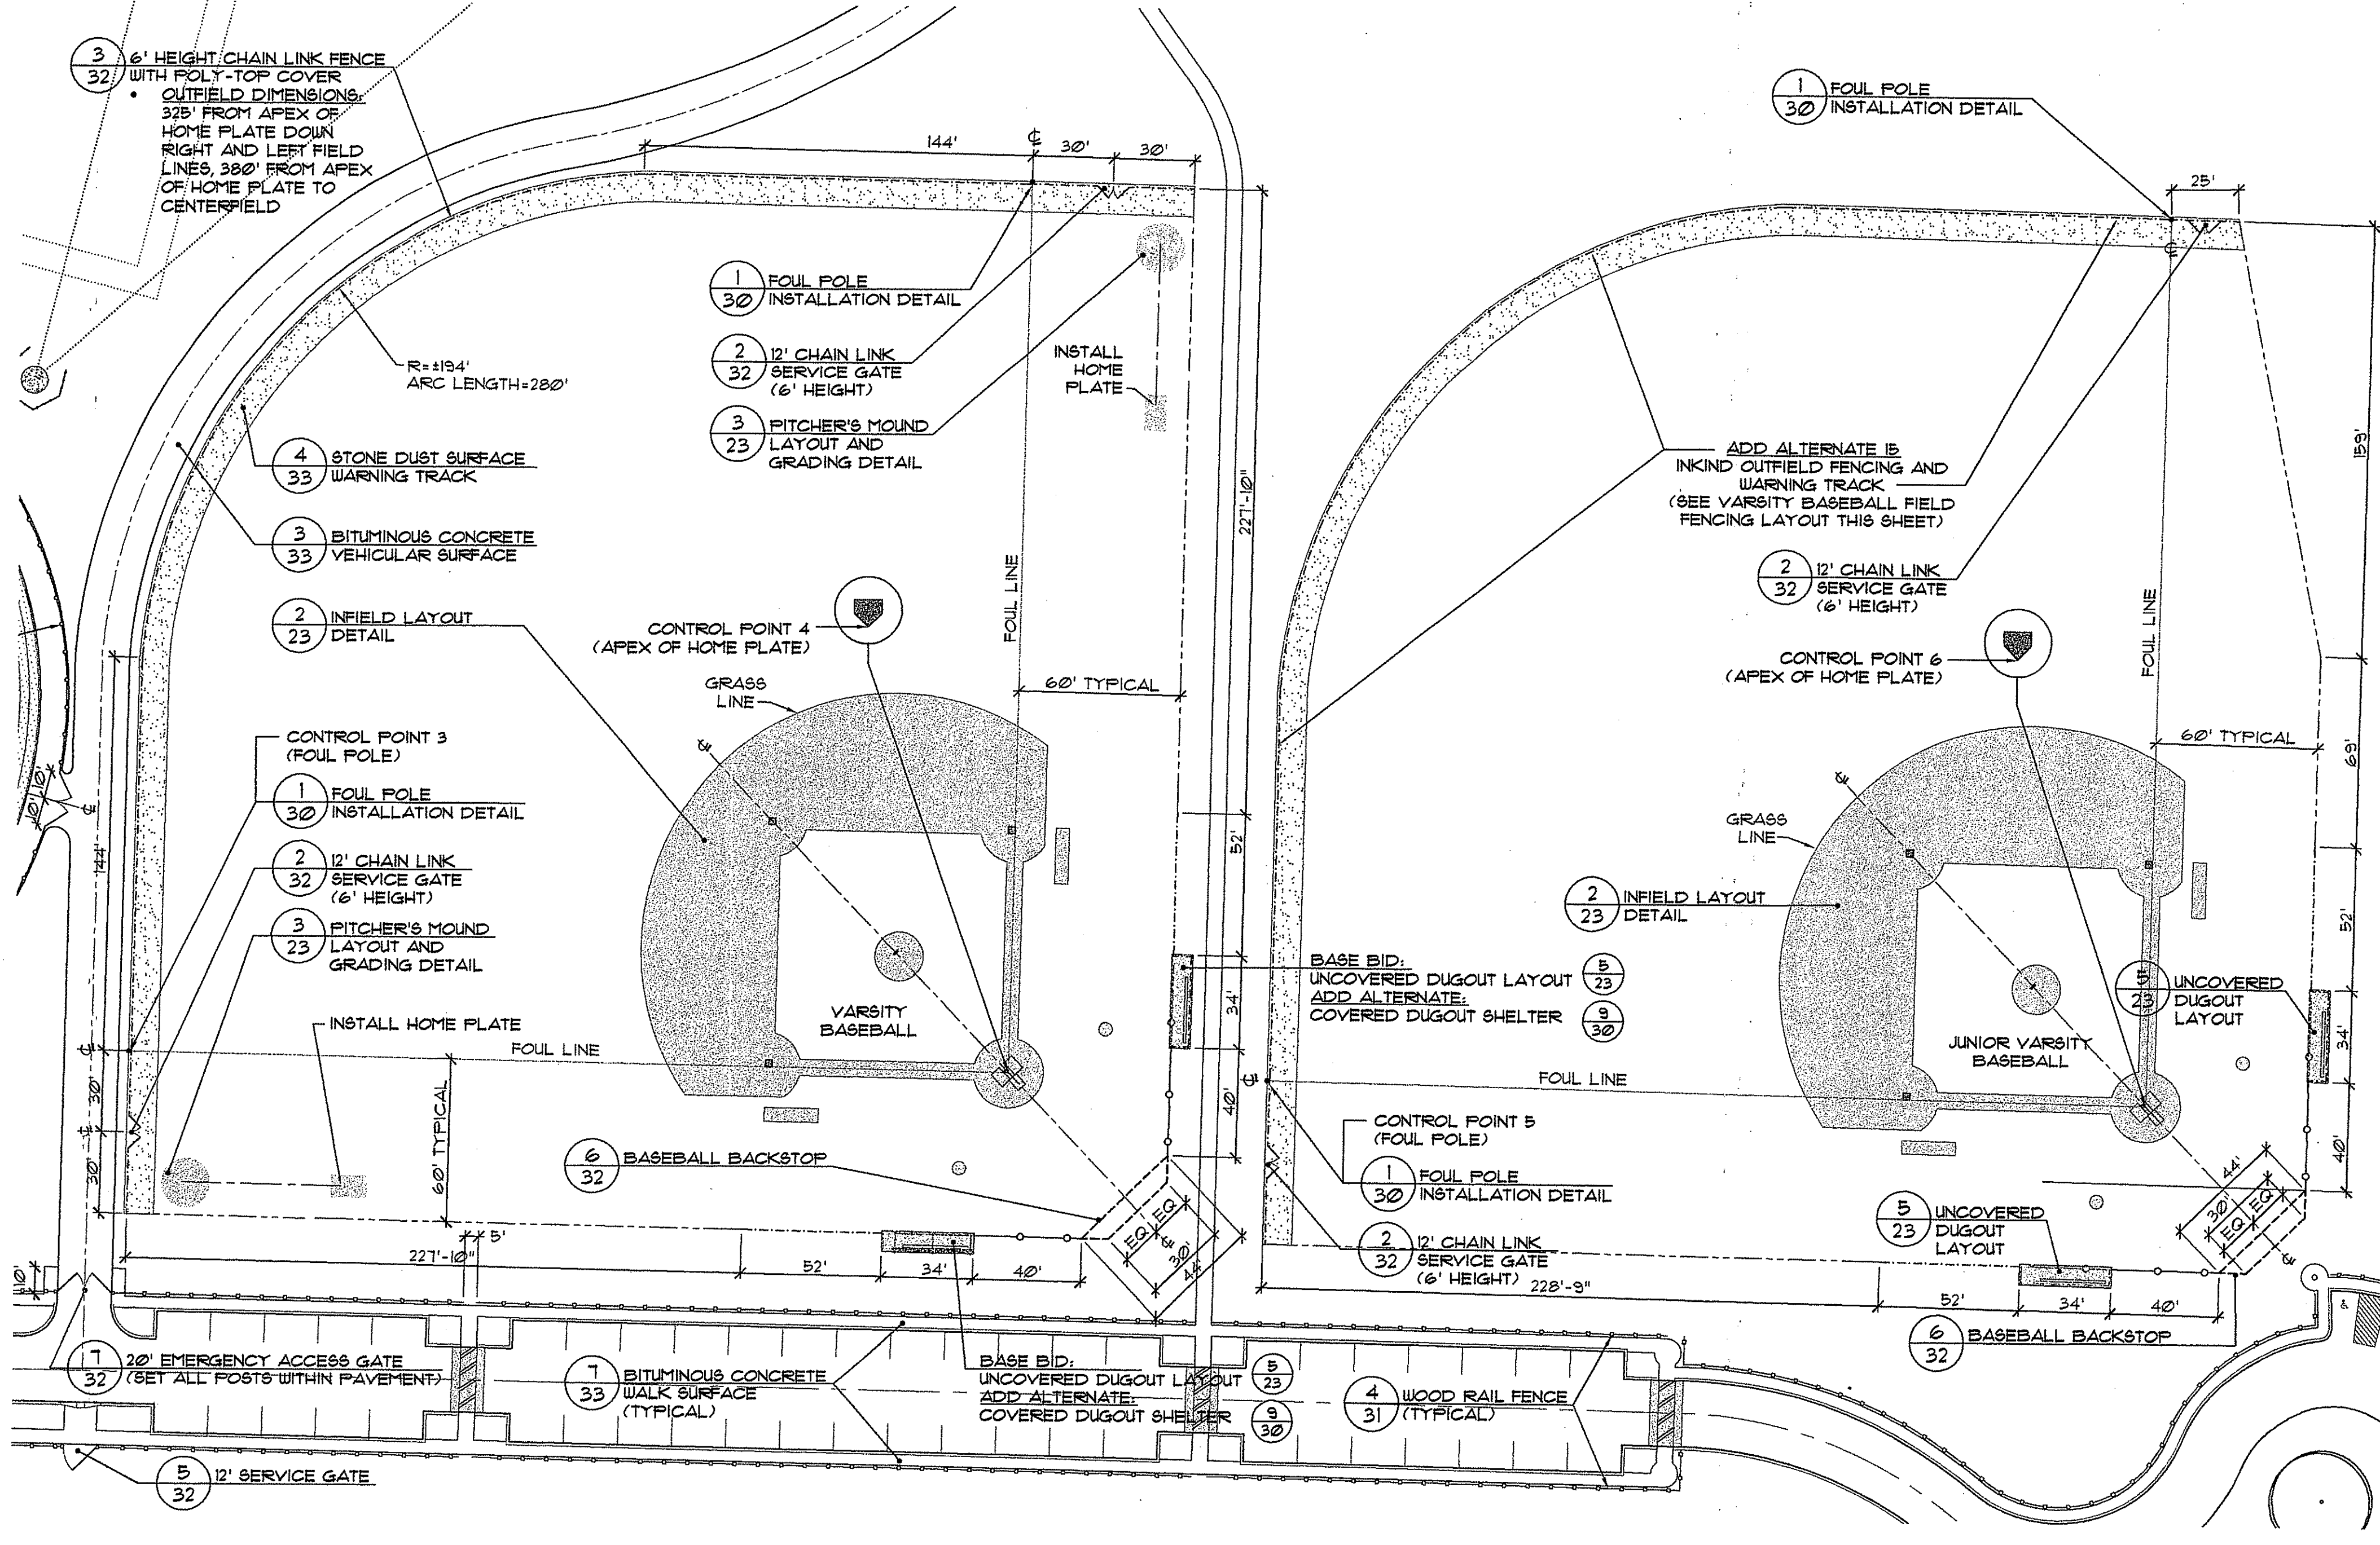 3
32
6' HEIGHT CHAIN LINK FENCE
WITH POLY-TOP COVER
• OUTFIELD DIMENSIONS:
325' FROM APEX OF
HOME PLATE DOWN
RIGHT AND LEFT FIELD
LINES, 380' FROM APEX
OF HOME PLATE TO
CENTERFIELD
144'
℄
30'
30'
1
30
FOUL POLE
INSTALLATION DETAIL
25'
℄
1
30
FOUL POLE
INSTALLATION DETAIL
2
32
12' CHAIN LINK
SERVICE GATE
(6' HEIGHT)
3
23
PITCHER'S MOUND
LAYOUT AND
GRADING DETAIL
INSTALL
HOME
PLATE
R=±194'
ARC LENGTH=280'
4
33
STONE DUST SURFACE
WARNING TRACK
3
33
BITUMINOUS CONCRETE
VEHICULAR SURFACE
2
23
INFIELD LAYOUT
DETAIL
CONTROL POINT 4
(APEX OF HOME PLATE)
GRASS
LINE
FOUL LINE
60' TYPICAL
227'-10"
52'
34'
40'
ADD ALTERNATE 15
INKIND OUTFIELD FENCING AND
WARNING TRACK
(SEE VARSITY BASEBALL FIELD
FENCING LAYOUT THIS SHEET)
2
32
12' CHAIN LINK
SERVICE GATE
(6' HEIGHT)
CONTROL POINT 6
(APEX OF HOME PLATE)
FOUL LINE
60' TYPICAL
159'
69'
52'
34'
40'
CONTROL POINT 3
(FOUL POLE)
1
30
FOUL POLE
INSTALLATION DETAIL
2
32
12' CHAIN LINK
SERVICE GATE
(6' HEIGHT)
3
23
PITCHER'S MOUND
LAYOUT AND
GRADING DETAIL
INSTALL HOME PLATE
10'
10'
℄
144'
℄
30'
℄
30'
℄
FOUL LINE
60' TYPICAL
VARSITY
BASEBALL
GRASS
LINE
℄
2
23
INFIELD LAYOUT
DETAIL
BASE BID:
UNCOVERED DUGOUT LAYOUT
5
23
ADD ALTERNATE:
COVERED DUGOUT SHELTER
9
30
5
23
UNCOVERED
DUGOUT
LAYOUT
JUNIOR VARSITY
BASEBALL
℄
FOUL LINE
CONTROL POINT 5
(FOUL POLE)
1
30
FOUL POLE
INSTALLATION DETAIL
2
32
12' CHAIN LINK
SERVICE GATE
(6' HEIGHT)
6
32
BASEBALL BACKSTOP
EQ
EQ
℄
30'
44'
5
23
UNCOVERED
DUGOUT
LAYOUT
44'
30'
EQ
EQ
℄
5'
227'-10"
52'
34'
40'
228'-9"
52'
34'
40'
6
32
BASEBALL BACKSTOP
10'
7
32
20' EMERGENCY ACCESS GATE
(SET ALL POSTS WITHIN PAVEMENT)
7
33
BITUMINOUS CONCRETE
WALK SURFACE
(TYPICAL)
BASE BID:
UNCOVERED DUGOUT LAYOUT
5
23
ADD ALTERNATE:
COVERED DUGOUT SHELTER
9
30
4
31
WOOD RAIL FENCE
(TYPICAL)
5
32
12' SERVICE GATE